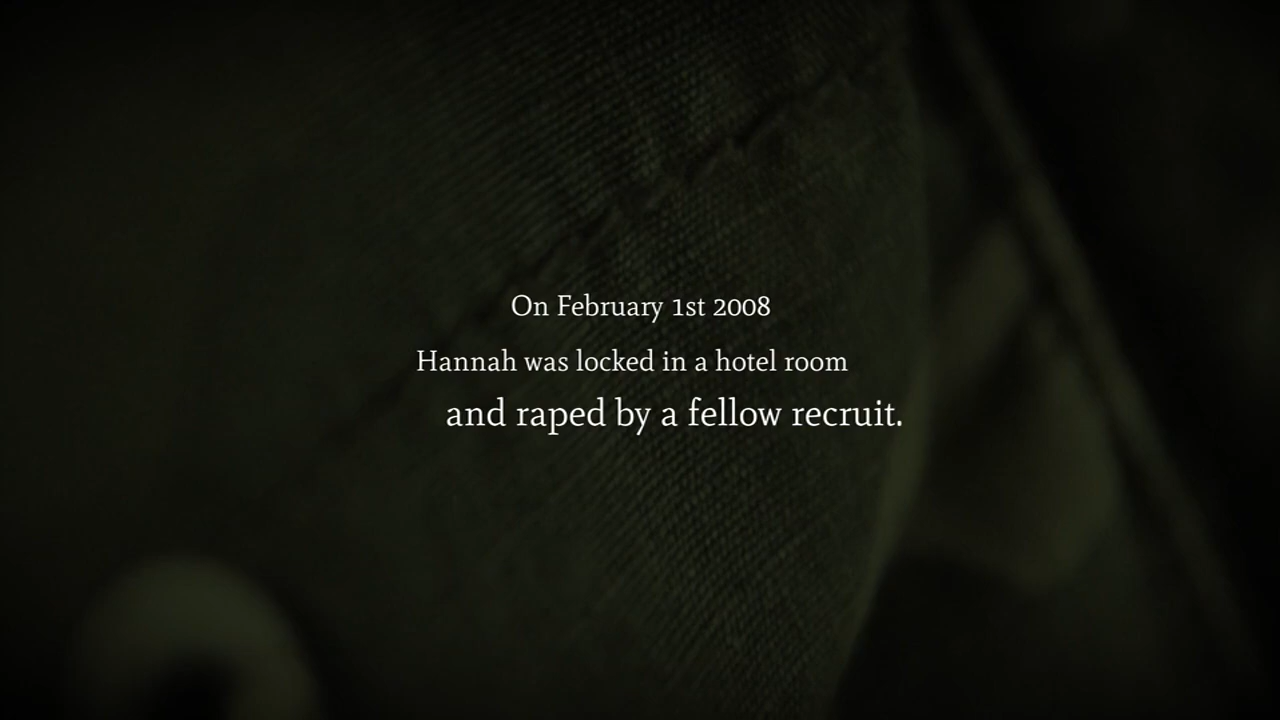 On February 1st 2008
Hannah was locked in a hotel room
and raped by a fellow recruit.